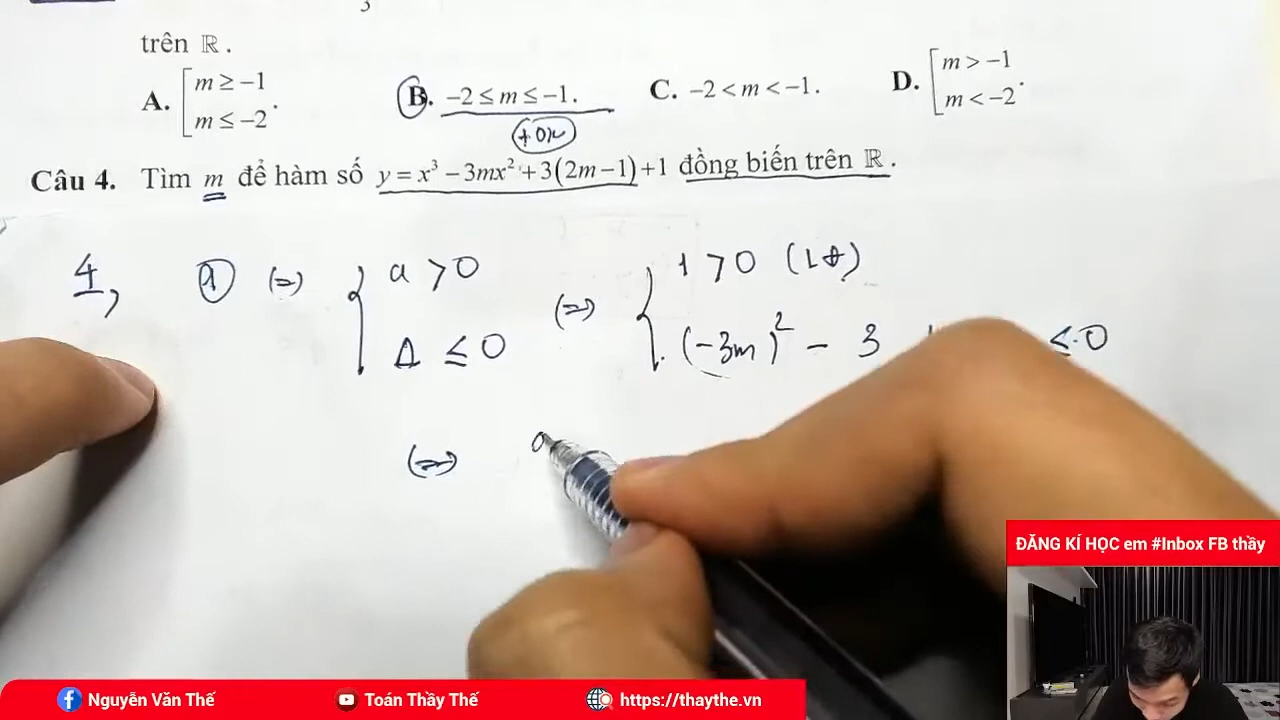 trên ℝ.
A. [ m ≥ −1 m ≤ −2 .
B. −2 ≤ m ≤ −1.
C. −2 < m < −1.
D. [ m > −1 m < −2 .
Câu 4. Tìm m để hàm số y = x³ − 3mx² + 3(2m−1) + 1 đồng biến trên ℝ.
4, a (=) { a > 0 (=) { 1 > 0 (Lđ)
Δ ≤ 0 (−3m)² − 3 ≤ 0
(=)
ĐĂNG KÍ HỌC em #Inbox FB thầy
Nguyễn Văn Thế
Toán Thầy Thế
https://thaythe.vn